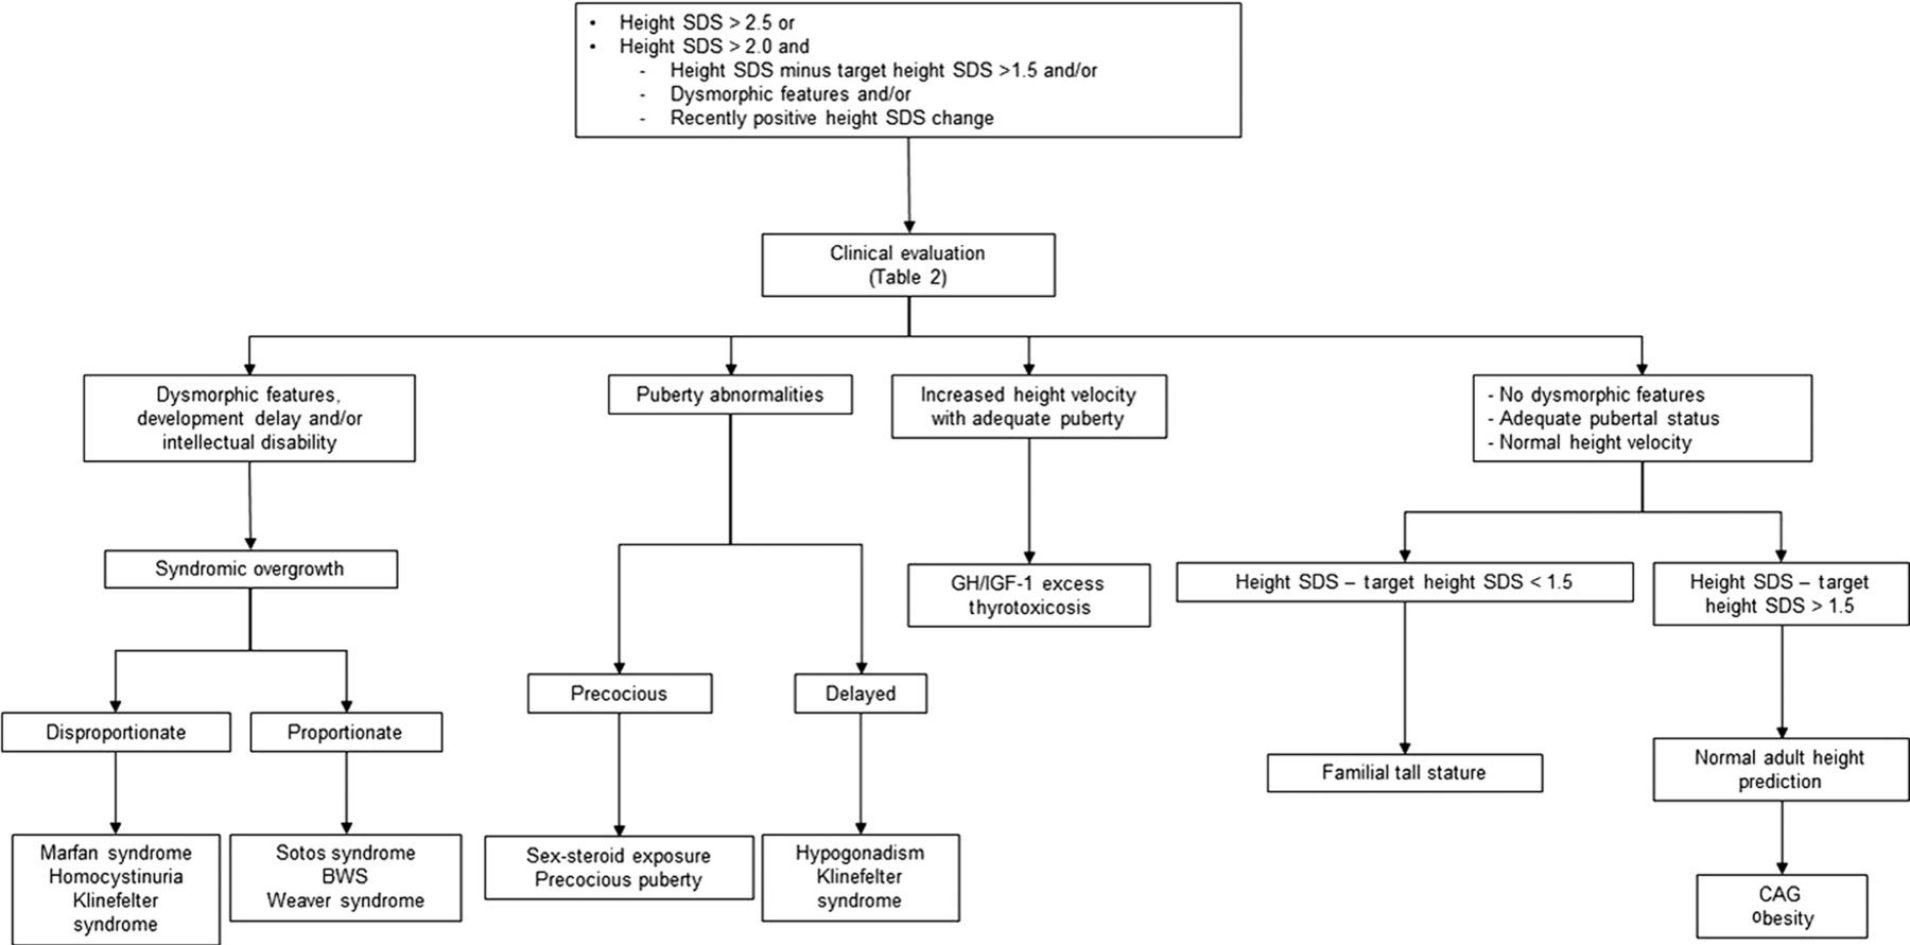 • Height SDS > 2.5 or
• Height SDS > 2.0 and
- Height SDS minus target height SDS >1.5 and/or
- Dysmorphic features and/or
- Recently positive height SDS change
Clinical evaluation
(Table 2)
Dysmorphic features,
development delay and/or
intellectual disability
Puberty abnormalities
Increased height velocity
with adequate puberty
- No dysmorphic features
- Adequate pubertal status
- Normal height velocity
Syndromic overgrowth
GH/IGF-1 excess
thyrotoxicosis
Height SDS – target height SDS < 1.5
Height SDS – target
height SDS > 1.5
Precocious
Delayed
Disproportionate
Proportionate
Familial tall stature
Normal adult height
prediction
Marfan syndrome
Homocystinuria
Klinefelter
syndrome
Sotos syndrome
BWS
Weaver syndrome
Sex-steroid exposure
Precocious puberty
Hypogonadism
Klinefelter
syndrome
CAG
obesity